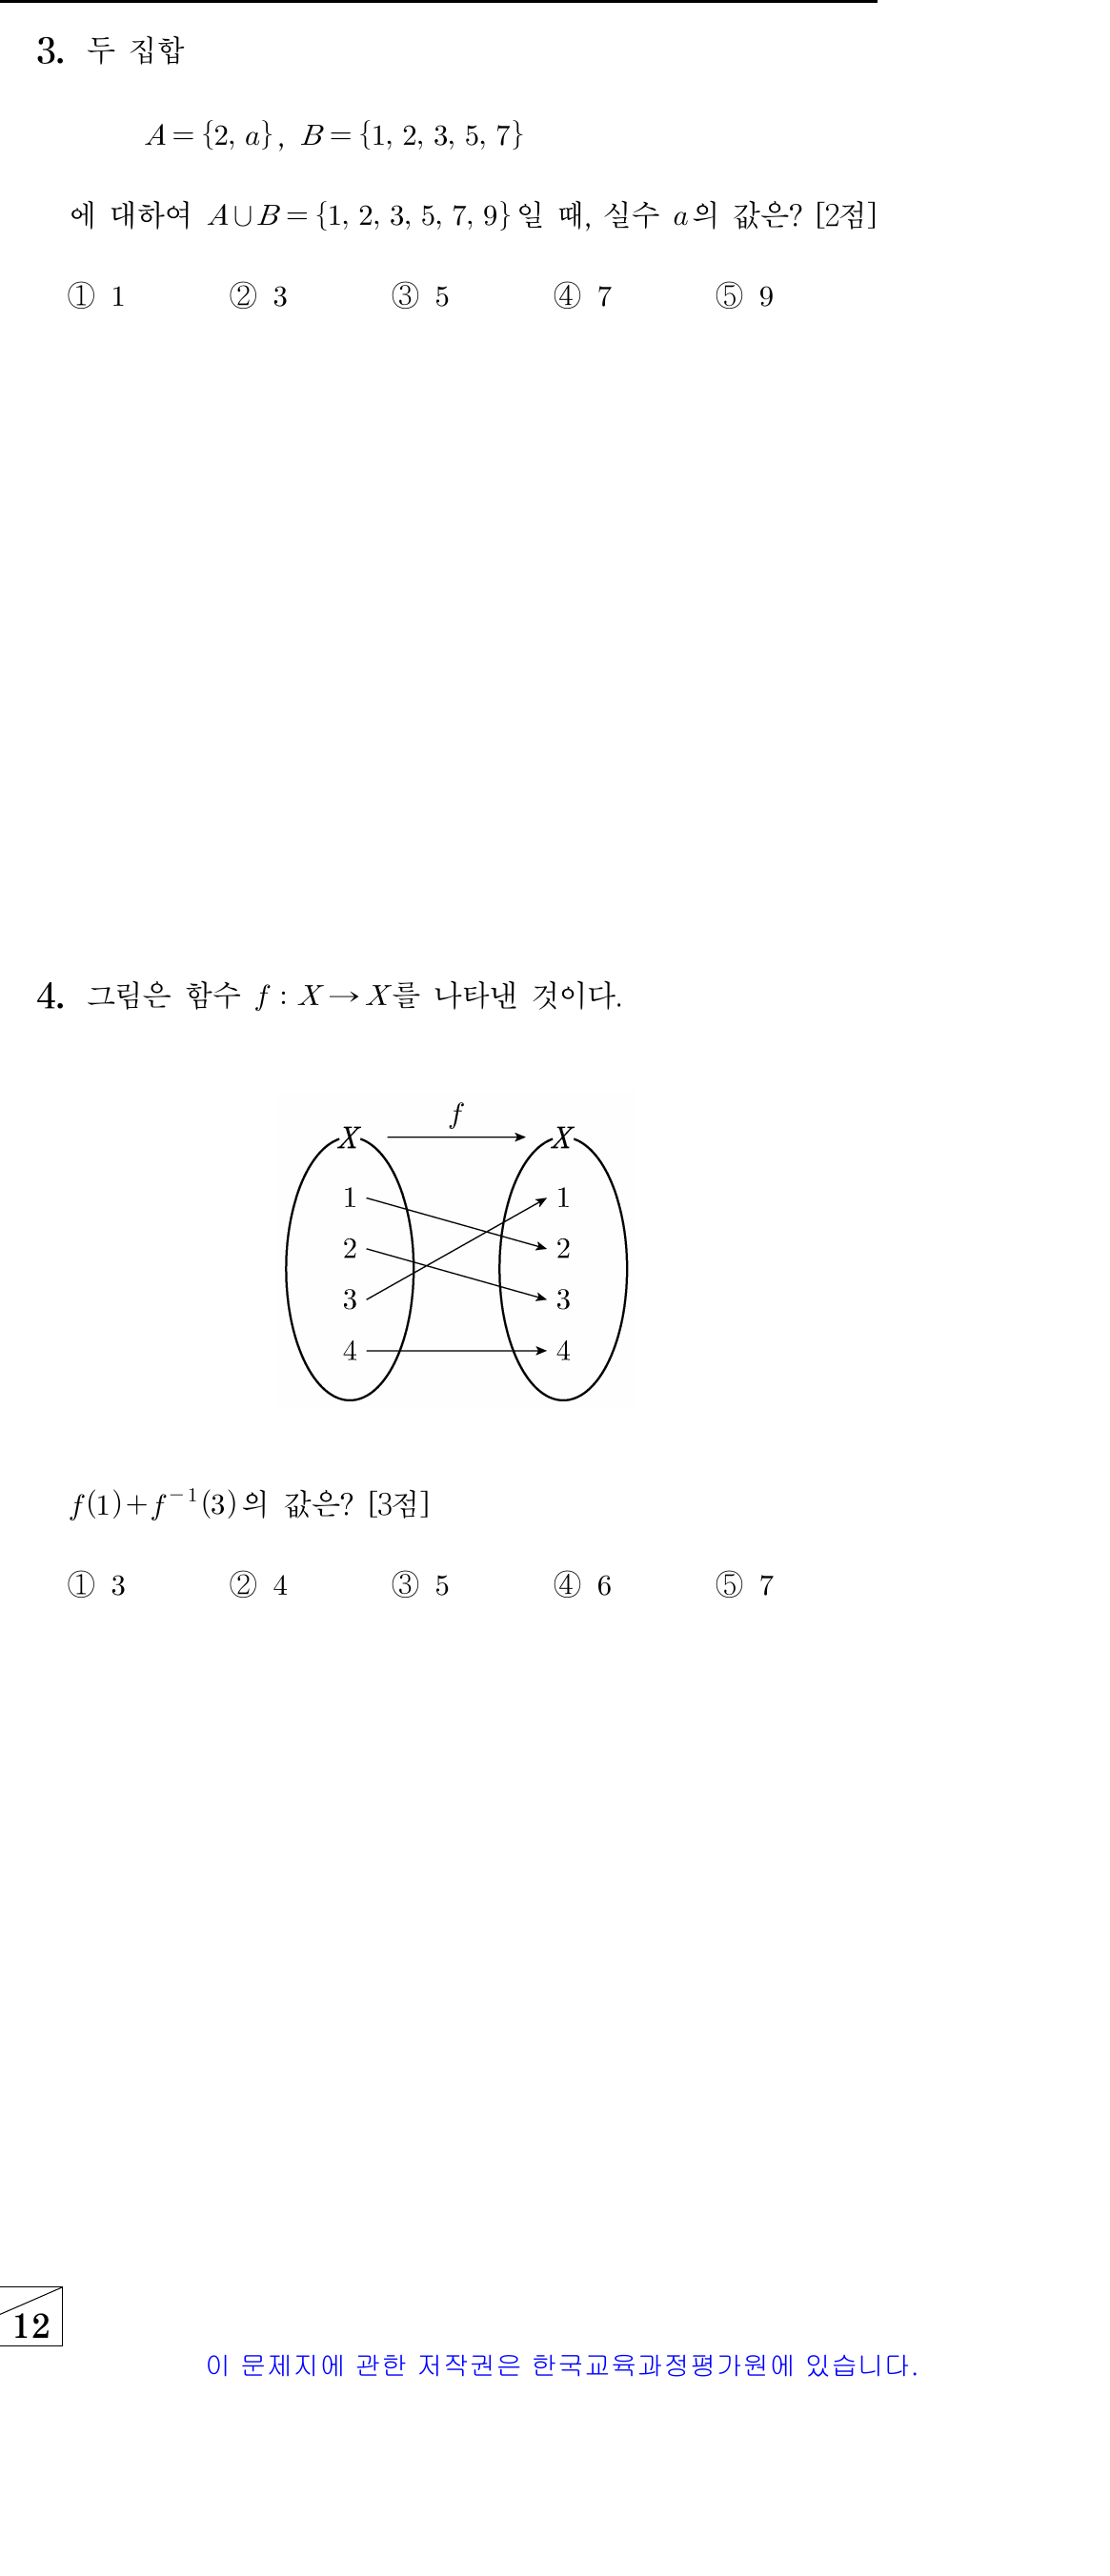 3. 두 집합
A = {2, a}, B = {1, 2, 3, 5, 7}
에 대하여 A∪B = {1, 2, 3, 5, 7, 9}일 때, 실수 a의 값은? [2점]
① 1 ② 3 ③ 5 ④ 7 ⑤ 9
4. 그림은 함수 f : X → X를 나타낸 것이다.
f
X X
1 1
2 2
3 3
4 4
f(1)+f⁻¹(3)의 값은? [3점]
① 3 ② 4 ③ 5 ④ 6 ⑤ 7
12
이 문제지에 관한 저작권은 한국교육과정평가원에 있습니다.